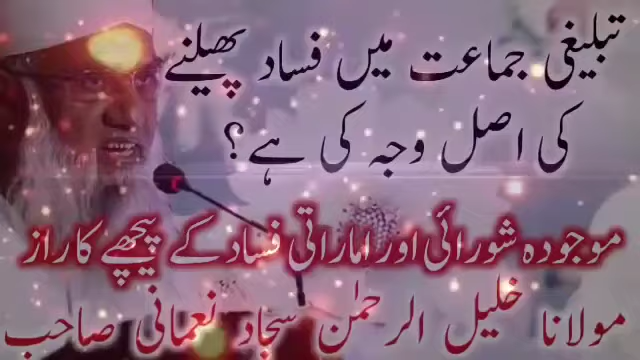 تبلیغی جماعت میں فساد پھیلنے
کی اصل وجہ کی ہے؟
موجودہ شورائی اور اماراتی فساد کے پیچھے کا راز
مولانا خلیل الرحمٰن سجاد نعمانی صاحب